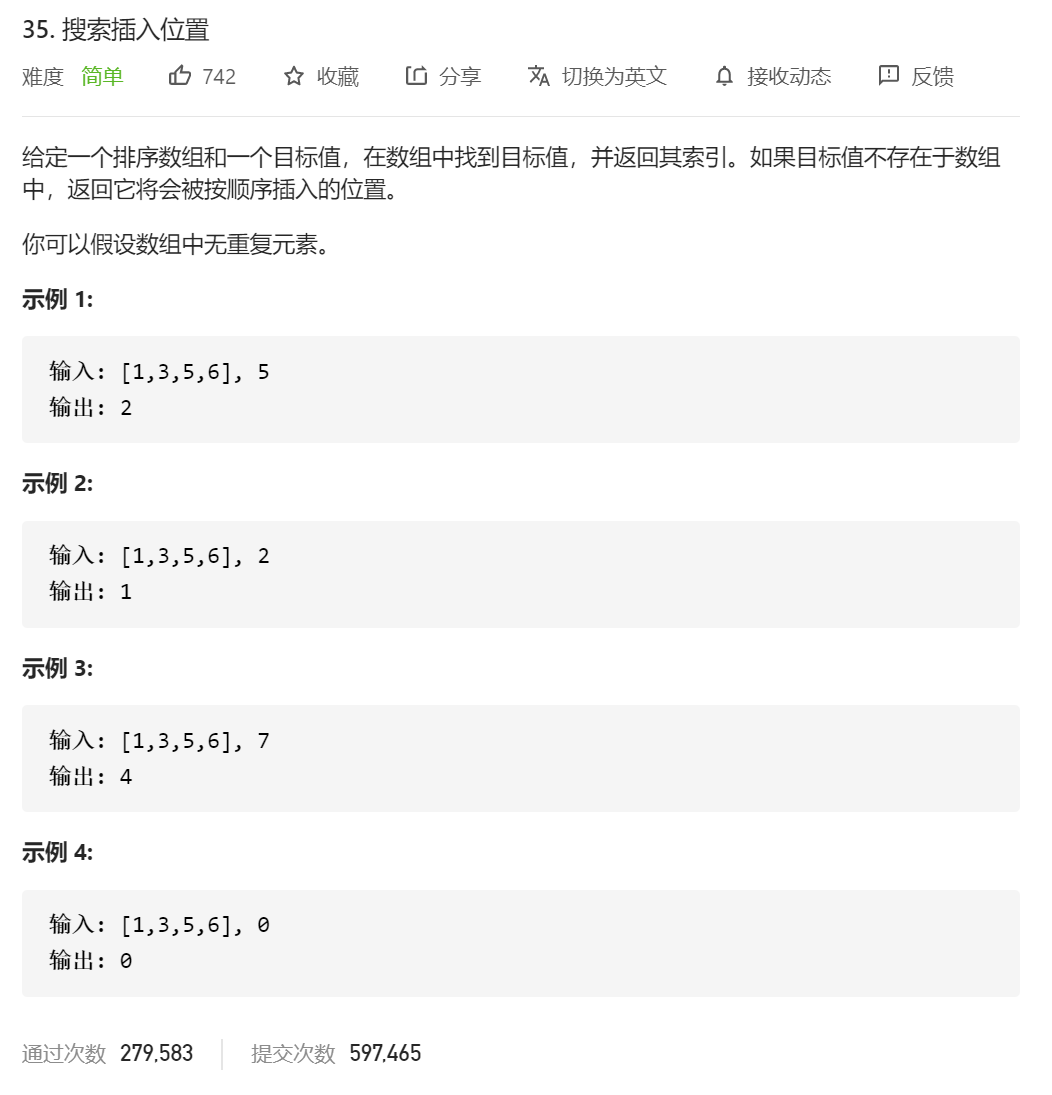 35. 搜索插入位置
难度 简单 742 收藏 分享 切换为英文 接收动态 反馈
给定一个排序数组和一个目标值，在数组中找到目标值，并返回其索引。如果目标值不存在于数组
中，返回它将会被按顺序插入的位置。
你可以假设数组中无重复元素。
示例 1:
输入: [1,3,5,6], 5
输出: 2
示例 2:
输入: [1,3,5,6], 2
输出: 1
示例 3:
输入: [1,3,5,6], 7
输出: 4
示例 4:
输入: [1,3,5,6], 0
输出: 0
通过次数 279,583 提交次数 597,465